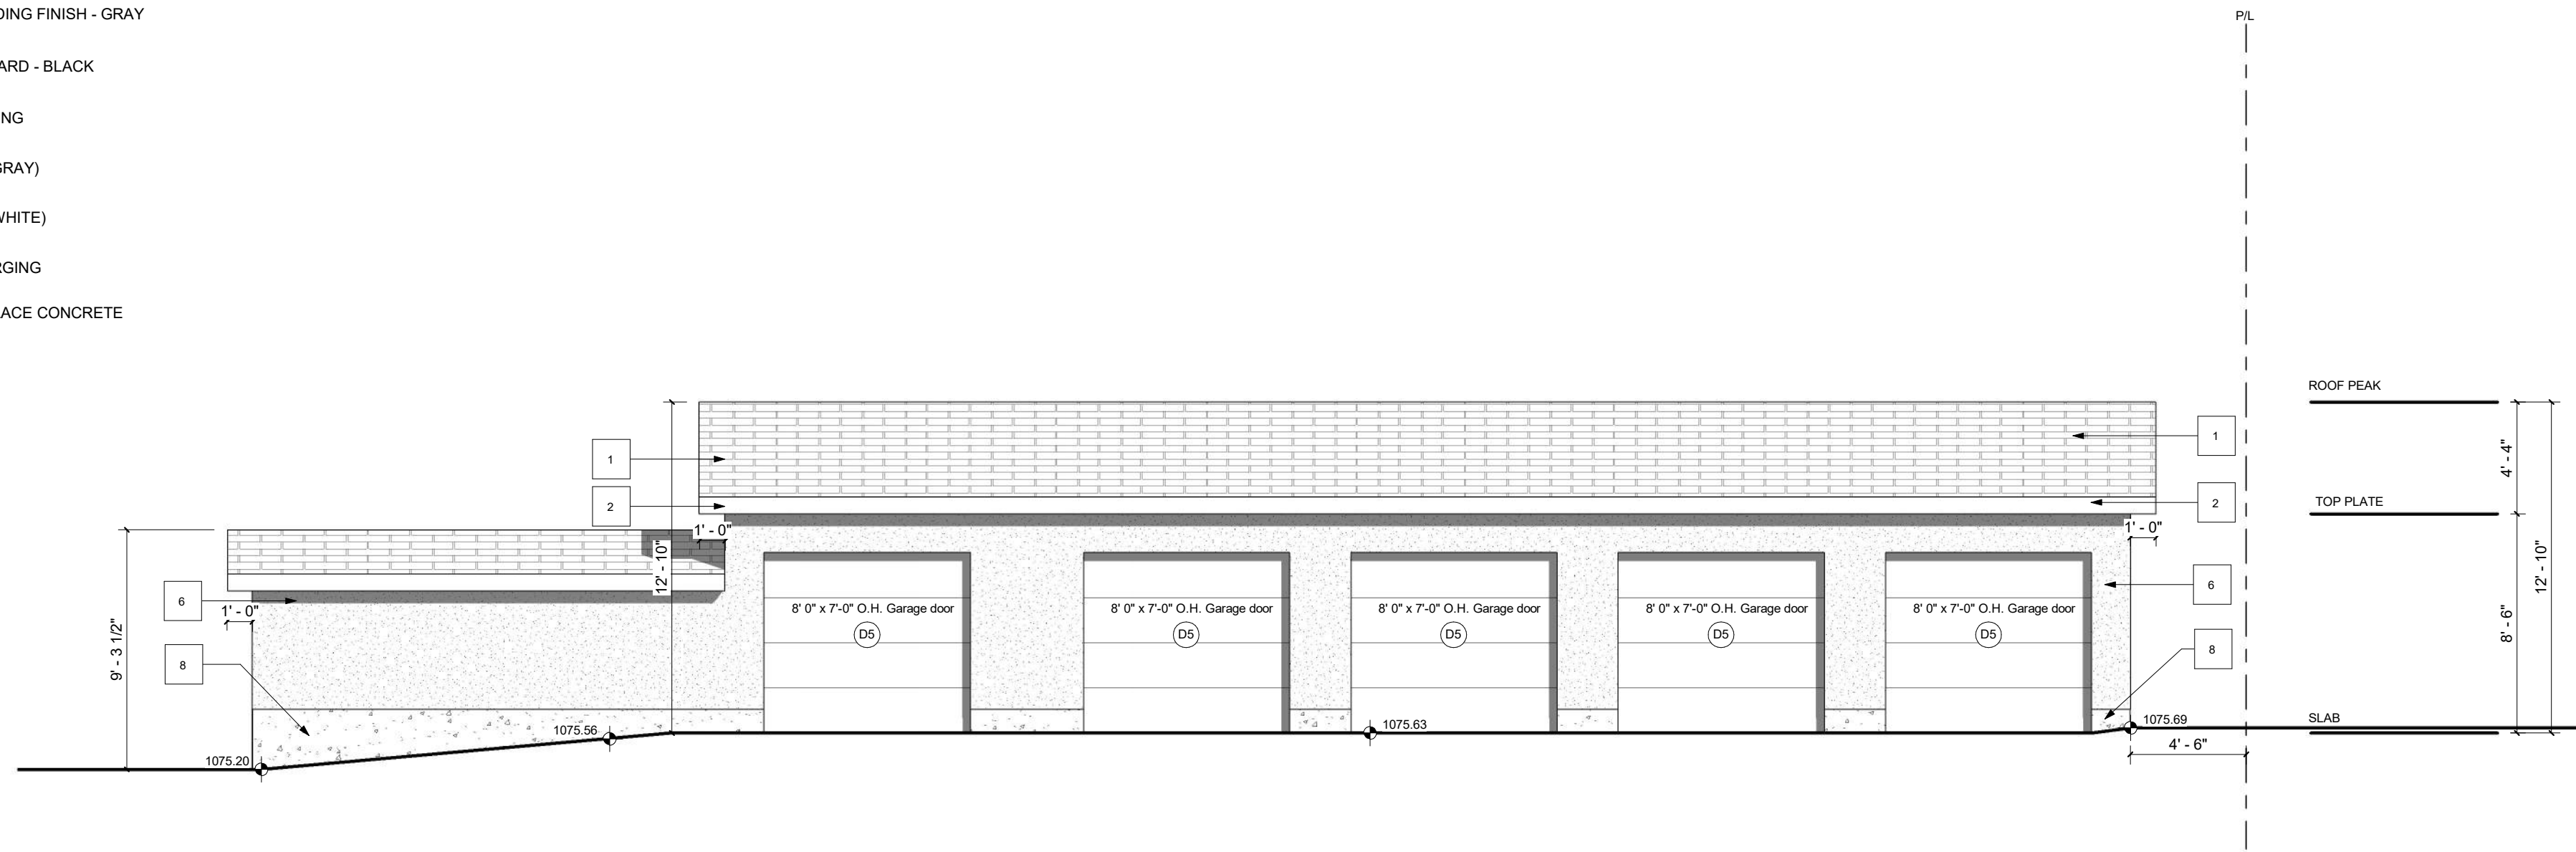 DING FINISH - GRAY
P/L
ARD - BLACK
NG
GRAY)
WHITE)
RGING
ACE CONCRETE
ROOF PEAK
1
1
4' - 4"
2
2
TOP PLATE
1' - 0"
1' - 0"
12' - 10"
12' - 10"
6
6
1' - 0"
8' 0" x 7'-0" O.H. Garage door
8' 0" x 7'-0" O.H. Garage door
8' 0" x 7'-0" O.H. Garage door
8' 0" x 7'-0" O.H. Garage door
8' 0" x 7'-0" O.H. Garage door
D5
D5
D5
D5
D5
8' - 6"
9' - 3 1/2"
8
8
1075.56
1075.63
1075.69
SLAB
4' - 6"
1075.20